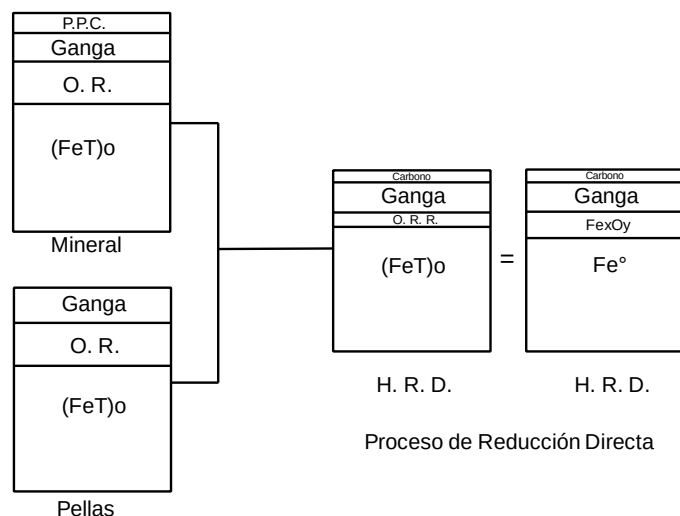 P.P.C.
Ganga
O. R.
(FeT)o
Mineral
Ganga
O. R.
(FeT)o
Pellas
Carbono
Ganga
O. R. R.
(FeT)o
H. R. D.
=
Carbono
Ganga
FexOy
Fe°
H. R. D.
Proceso de Reducción Directa